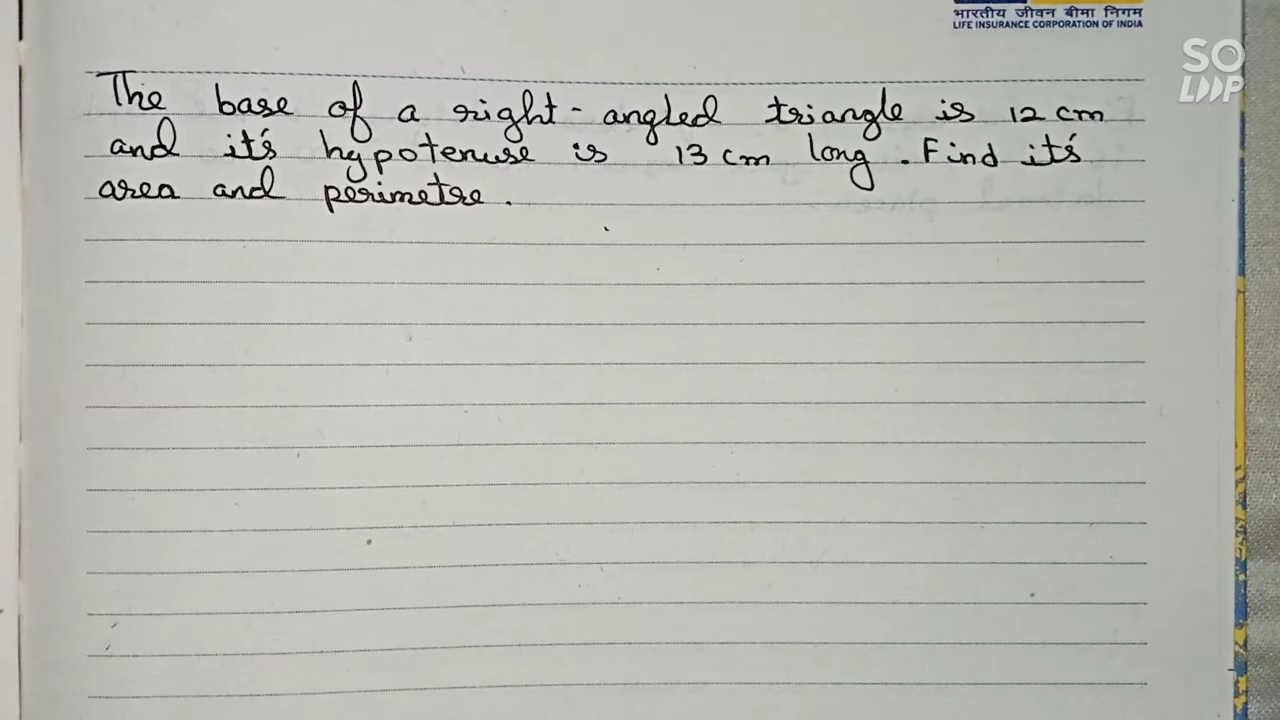 भारतीय जीवन बीमा निगम
LIFE INSURANCE CORPORATION OF INDIA
SO
LOOP
The base of a right-angled triangle is 12 cm
and it's hypotenuse is 13 cm long. Find it's
area and perimetre.